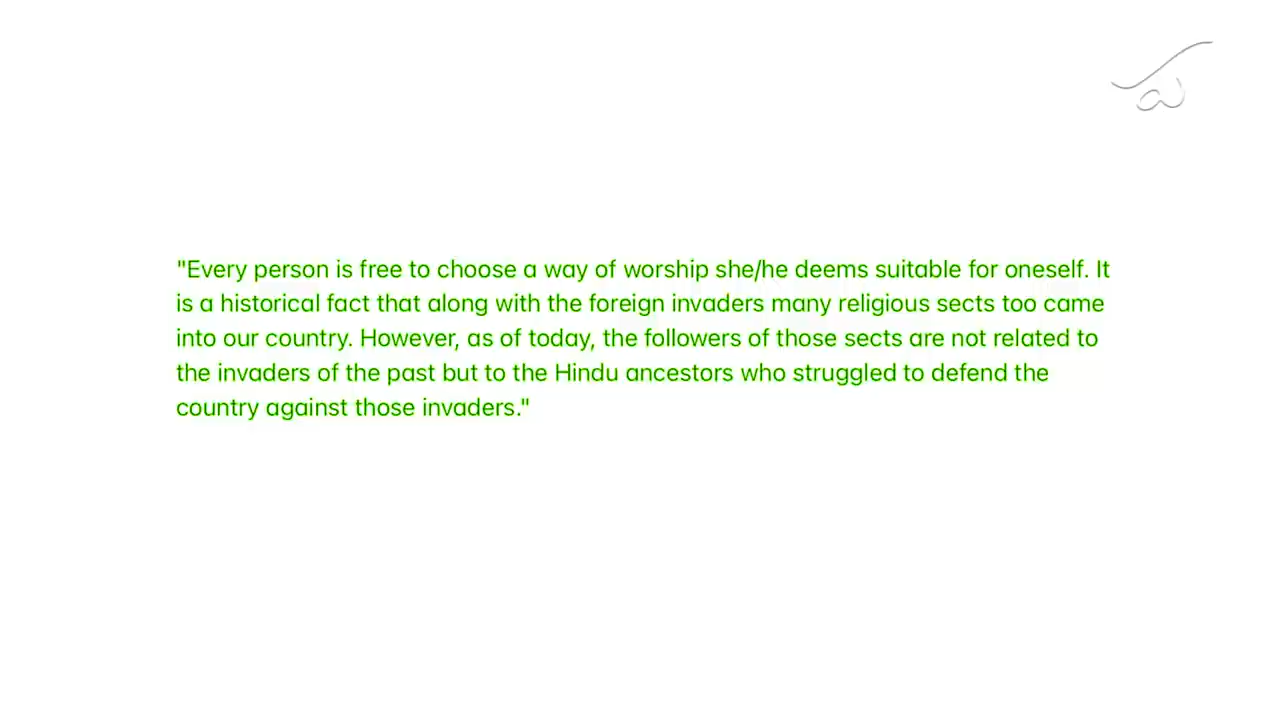 "Every person is free to choose a way of worship she/he deems suitable for oneself. It
is a historical fact that along with the foreign invaders many religious sects too came
into our country. However, as of today, the followers of those sects are not related to
the invaders of the past but to the Hindu ancestors who struggled to defend the
country against those invaders."